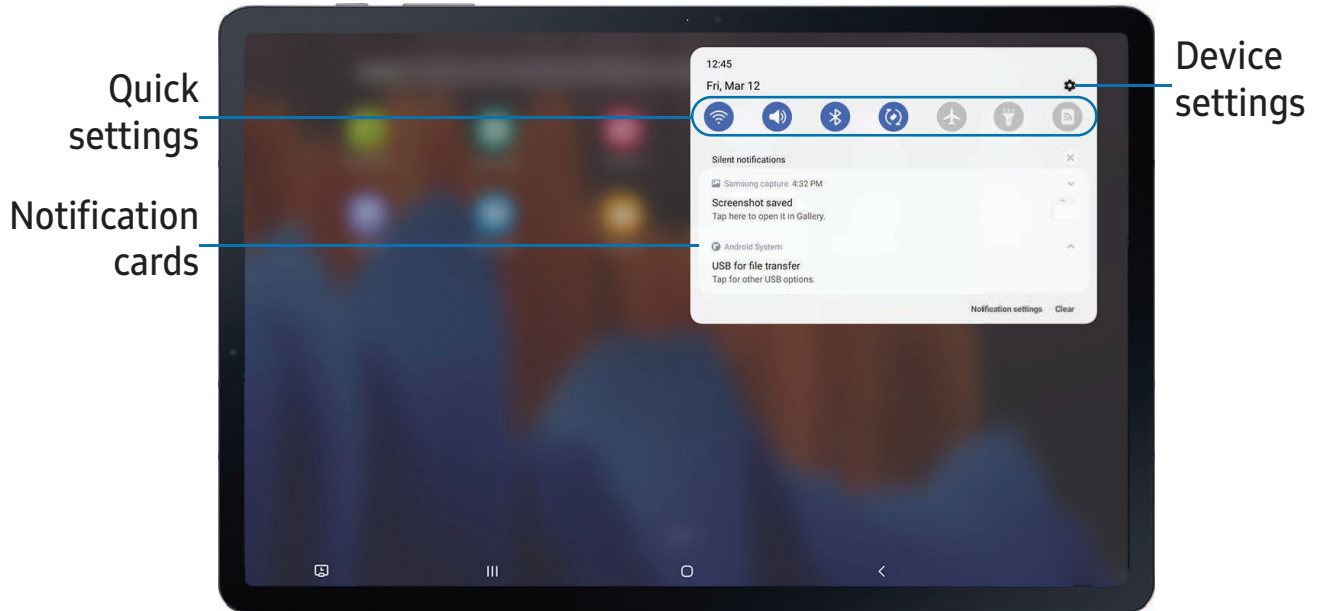 Quick
settings
Notification
cards
Device
settings
12:45
Fri, Mar 12
Silent notifications
Samsung capture 4:32 PM
Screenshot saved
Tap here to open it in Gallery.
Android System
USB for file transfer
Tap for other USB options.
Notification settings Clear